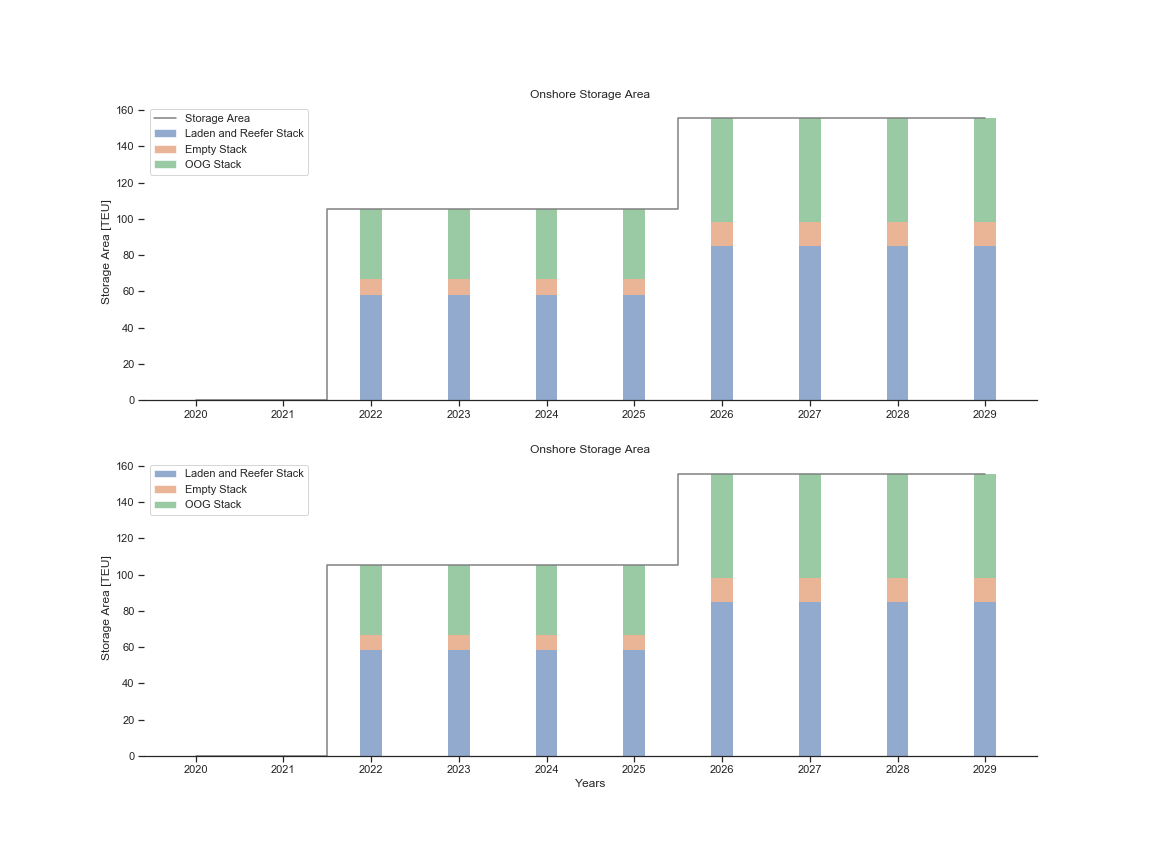 Onshore Storage Area
160
140
120
100
80
60
40
20
0
Storage Area [TEU]
Storage Area
Laden and Reefer Stack
Empty Stack
OOG Stack
2020 2021 2022 2023 2024 2025 2026 2027 2028 2029
Onshore Storage Area
160
140
120
100
80
60
40
20
0
Storage Area [TEU]
Laden and Reefer Stack
Empty Stack
OOG Stack
2020 2021 2022 2023 2024 2025 2026 2027 2028 2029
Years